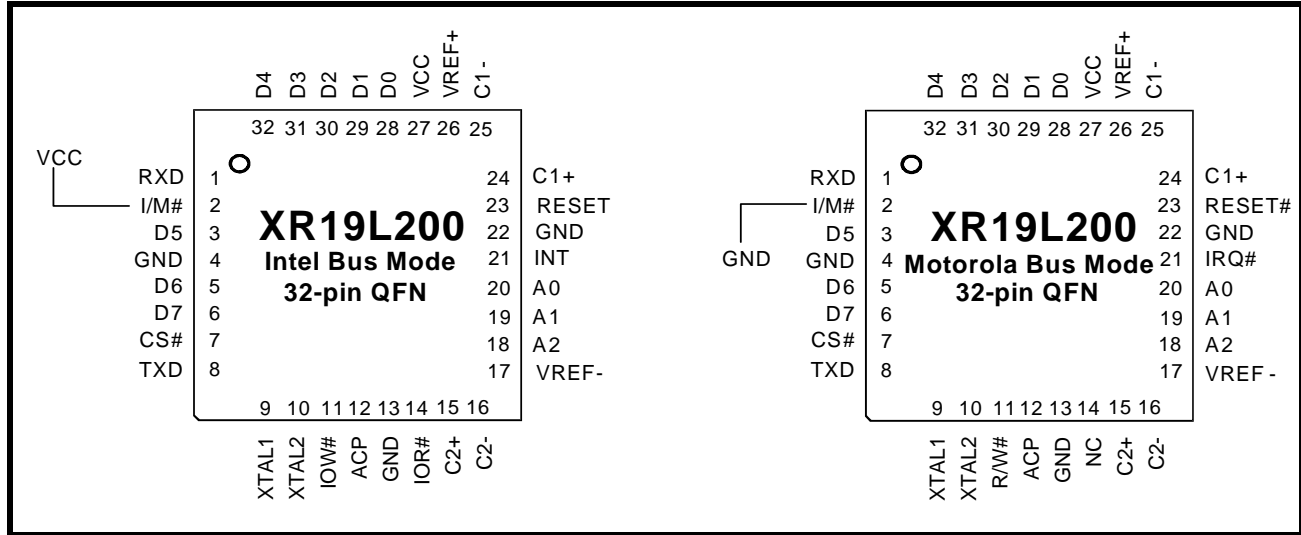 D4 D3 D2 D1 D0 VCC VREF+ C1 -
32 31 30 29 28 27 26 25
VCC
RXD 1
I/M# 2
D5 3
GND 4
D6 5
D7 6
CS# 7
TXD 8
XR19L200
Intel Bus Mode
32-pin QFN
24 C1+
23 RESET
22 GND
21 INT
20 A0
19 A1
18 A2
17 VREF-
9 10 11 12 13 14 15 16
XTAL1 XTAL2 IOW# ACP GND IOR# C2+ C2-
D4 D3 D2 D1 D0 VCC VREF+ C1 -
32 31 30 29 28 27 26 25
RXD 1
I/M# 2
D5 3
GND
GND 4
D6 5
D7 6
CS# 7
TXD 8
XR19L200
Motorola Bus Mode
32-pin QFN
24 C1+
23 RESET#
22 GND
21 IRQ#
20 A0
19 A1
18 A2
17 VREF -
9 10 11 12 13 14 15 16
XTAL1 XTAL2 R/W# ACP GND NC C2+ C2-